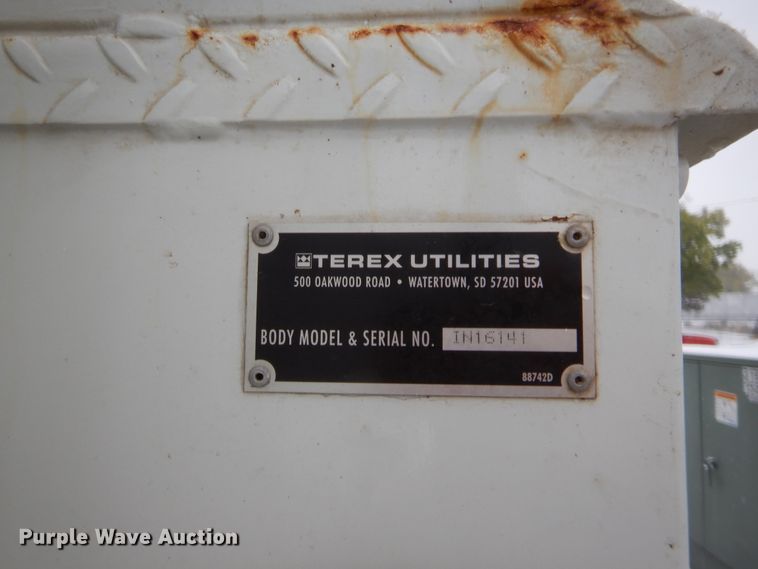 TEREX UTILITIES
500 OAKWOOD ROAD • WATERTOWN, SD 57201 USA
BODY MODEL & SERIAL NO. IN16141
88742D
Purple Wave Auction